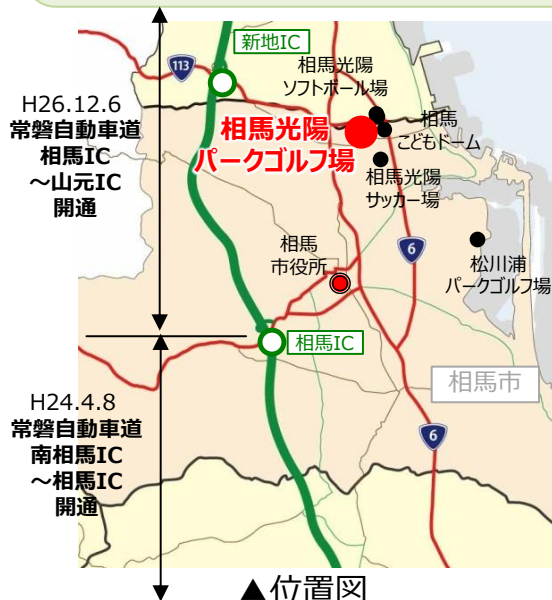 H26.12.6
常磐自動車道
相馬IC
～山元IC
開通
H24.4.8
常磐自動車道
南相馬IC
～相馬IC
開通
新地IC
113
相馬光陽
ソフトボール場
相馬光陽
パークゴルフ場
相馬
こどもドーム
相馬光陽
サッカー場
相馬
市役所
6
松川浦
パークゴルフ場
相馬IC
相馬市
6
▲位置図